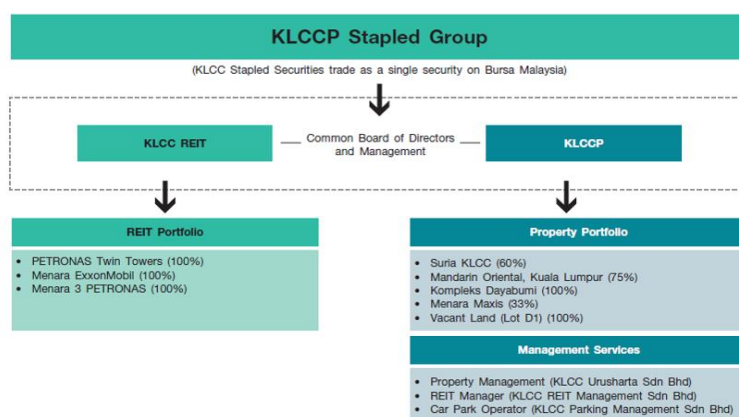 KLCCP Stapled Group
(KLCC Stapled Securities trade as a single security on Bursa Malaysia)
KLCC REIT
Common Board of Directors
and Management
KLCCP
REIT Portfolio
• PETRONAS Twin Towers (100%)
• Menara ExxonMobil (100%)
• Menara 3 PETRONAS (100%)
Property Portfolio
• Suria KLCC (60%)
• Mandarin Oriental, Kuala Lumpur (75%)
• Kompleks Dayabumi (100%)
• Menara Maxis (33%)
• Vacant Land (Lot D1) (100%)
Management Services
• Property Management (KLCC Urusharta Sdn Bhd)
• REIT Manager (KLCC REIT Management Sdn Bhd)
• Car Park Operator (KLCC Parking Management Sdn Bhd)